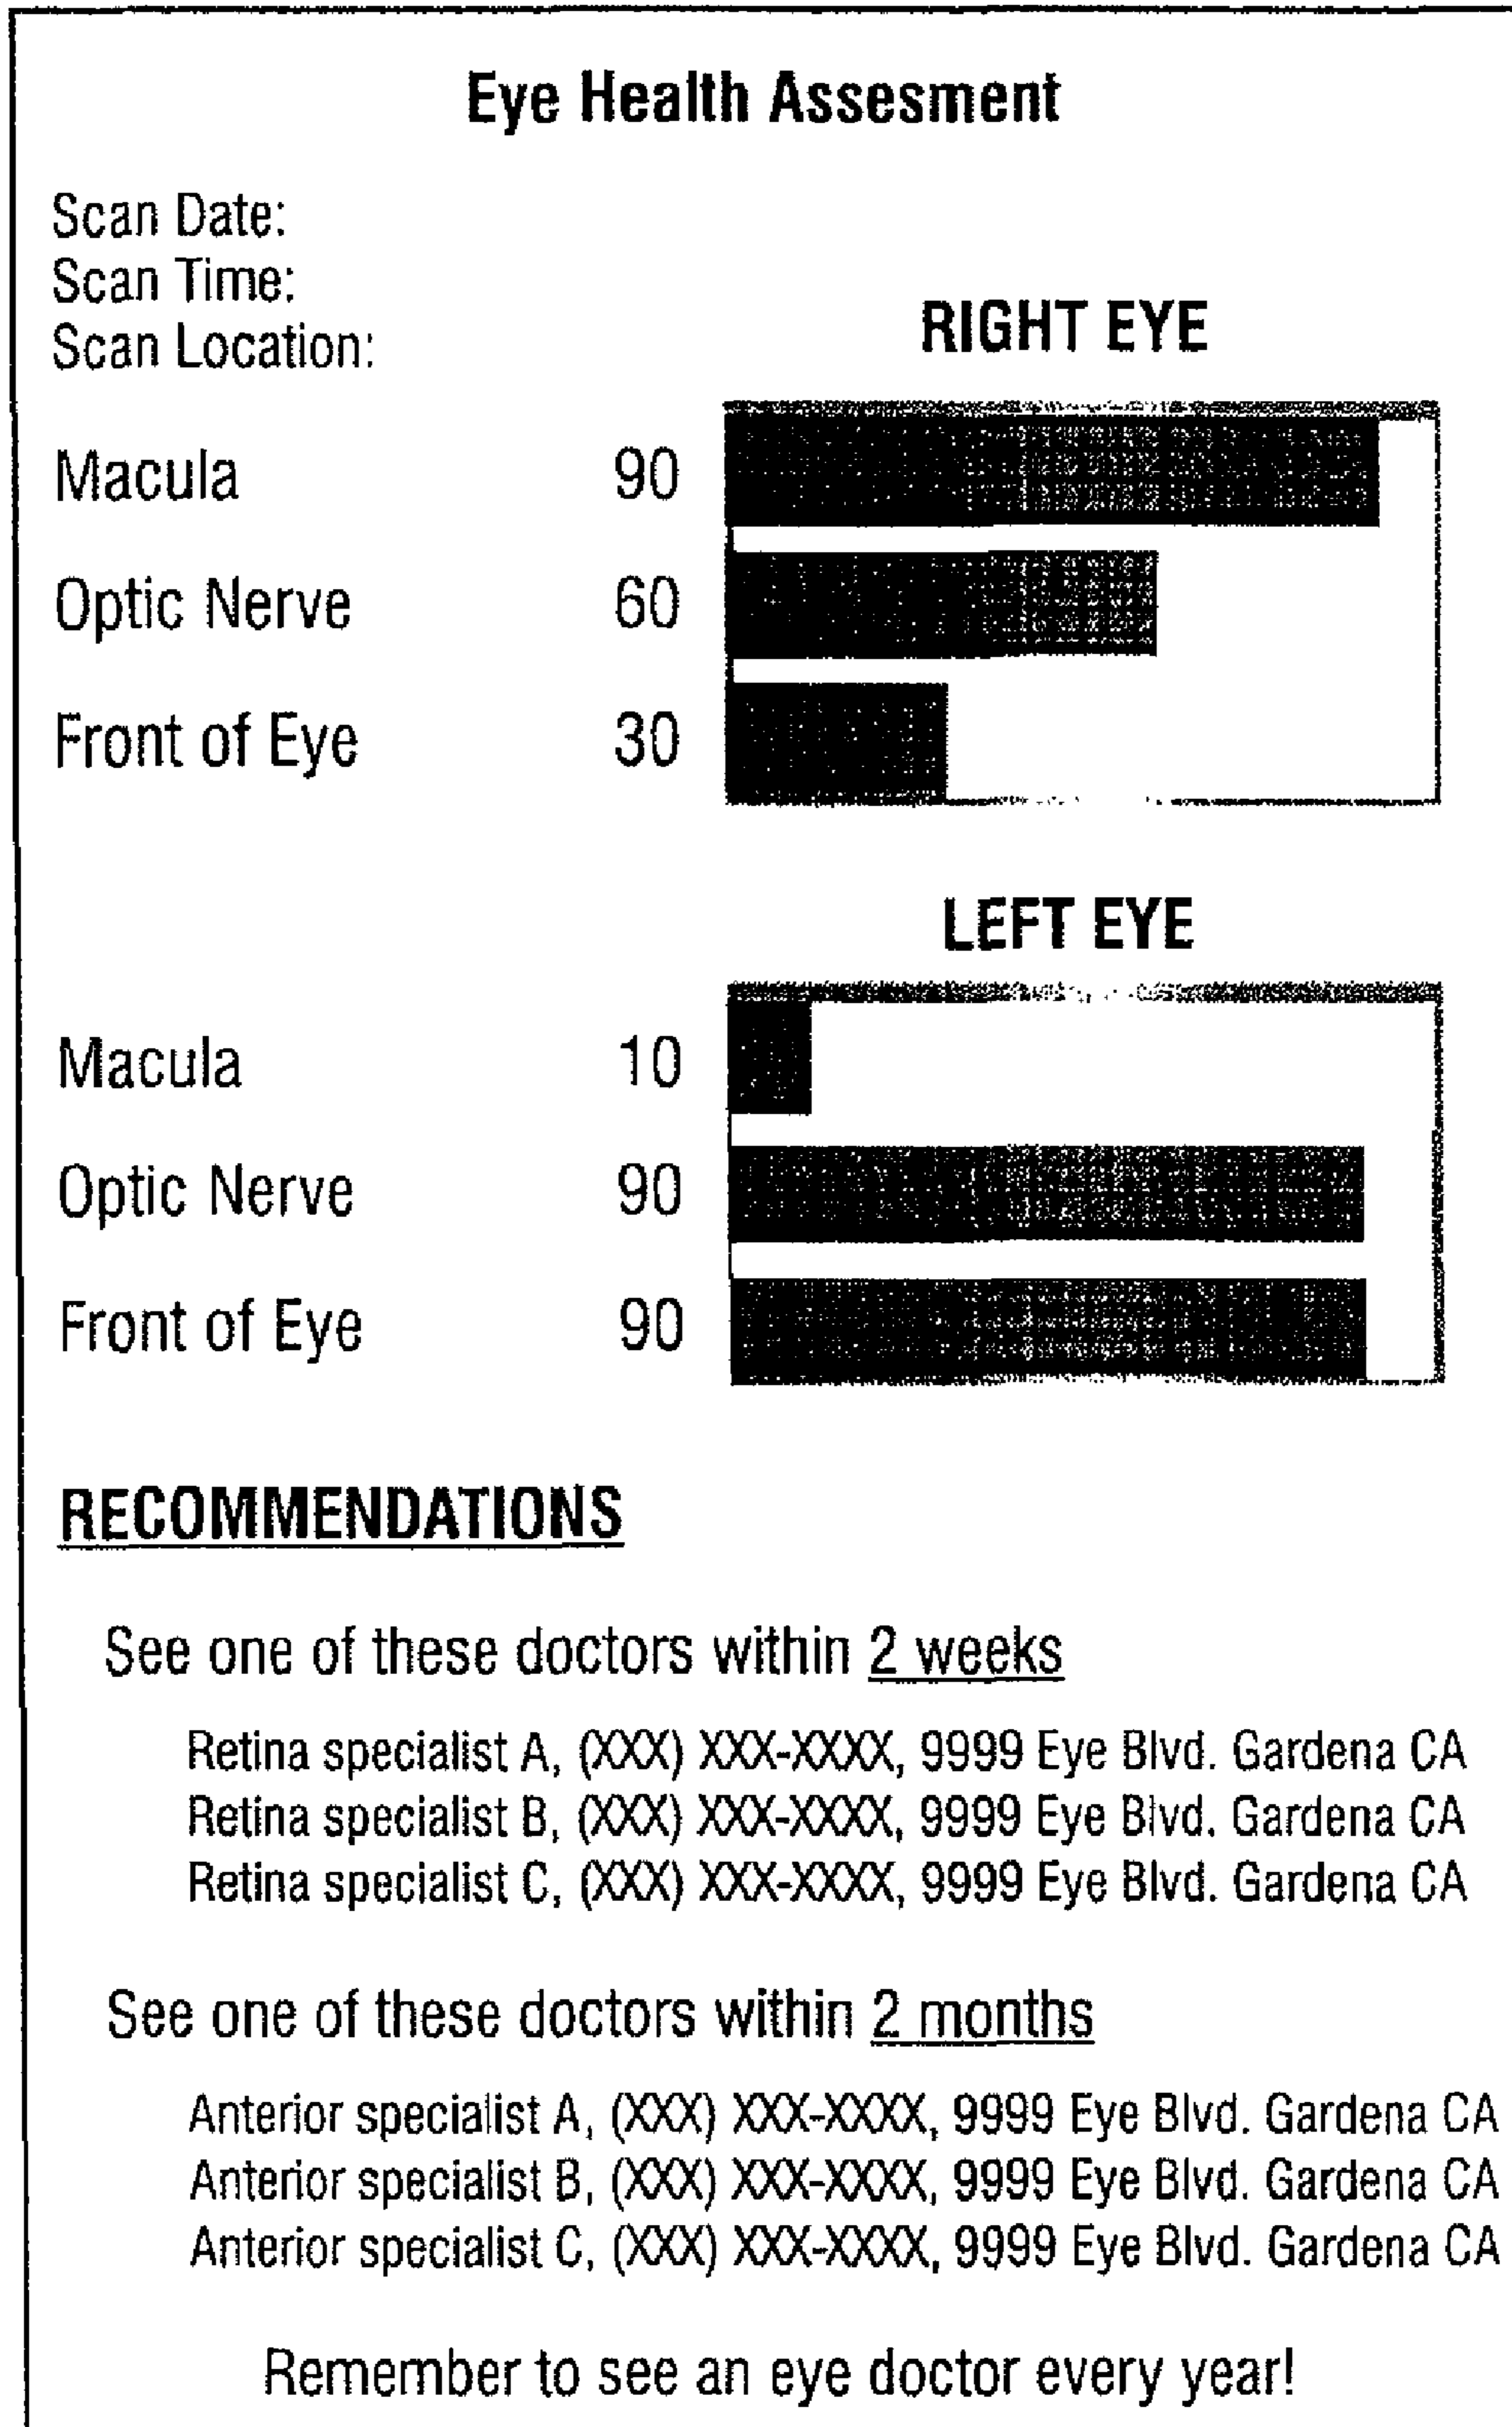 Eye Health Assesment
Scan Date:
Scan Time:
Scan Location:
RIGHT EYE
Macula 90
Optic Nerve 60
Front of Eye 30
LEFT EYE
Macula 10
Optic Nerve 90
Front of Eye 90
RECOMMENDATIONS
See one of these doctors within 2 weeks
Retina specialist A, (XXX) XXX-XXXX, 9999 Eye Blvd. Gardena CA
Retina specialist B, (XXX) XXX-XXXX, 9999 Eye Blvd. Gardena CA
Retina specialist C, (XXX) XXX-XXXX, 9999 Eye Blvd. Gardena CA
See one of these doctors within 2 months
Anterior specialist A, (XXX) XXX-XXXX, 9999 Eye Blvd. Gardena CA
Anterior specialist B, (XXX) XXX-XXXX, 9999 Eye Blvd. Gardena CA
Anterior specialist C, (XXX) XXX-XXXX, 9999 Eye Blvd. Gardena CA
Remember to see an eye doctor every year!